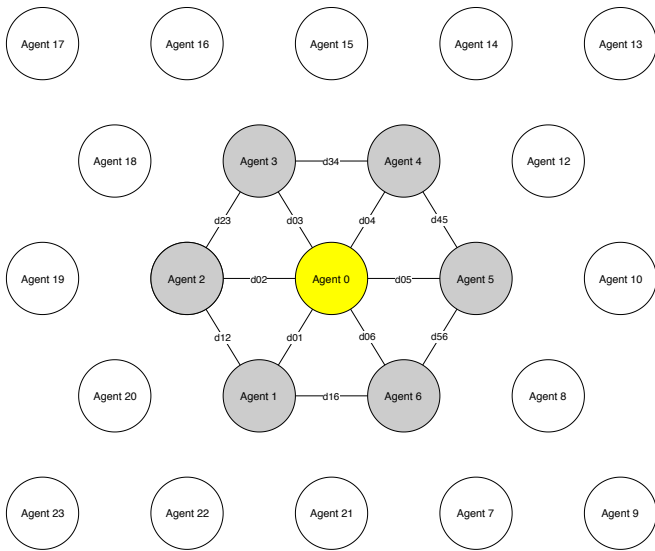 Agent 17 Agent 16 Agent 15 Agent 14 Agent 13
Agent 18 Agent 3 d34 Agent 4 Agent 12
d23 d03 d04 d45
Agent 19 Agent 2 d02 Agent 0 d05 Agent 5 Agent 10
d12 d01 d06 d56
Agent 20 Agent 1 d16 Agent 6 Agent 8
Agent 23 Agent 22 Agent 21 Agent 7 Agent 9